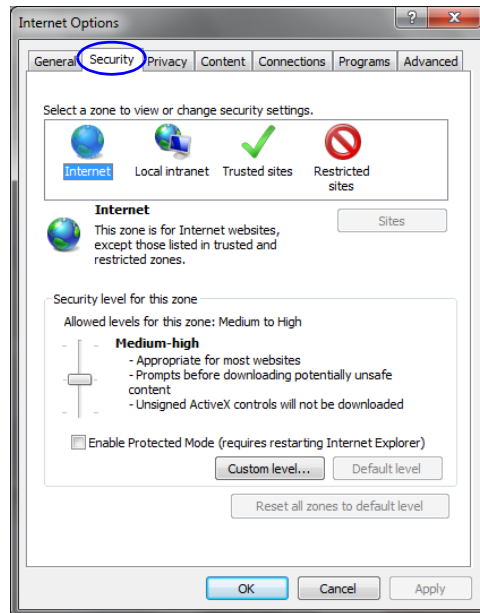 Internet Options
? X
General Security Privacy Content Connections Programs Advanced
Select a zone to view or change security settings.
Internet Local intranet Trusted sites Restricted
sites
Internet
Sites
This zone is for Internet websites,
except those listed in trusted and
restricted zones.
Security level for this zone
Allowed levels for this zone: Medium to High
Medium-high
- Appropriate for most websites
- Prompts before downloading potentially unsafe
content
- Unsigned ActiveX controls will not be downloaded
Enable Protected Mode (requires restarting Internet Explorer)
Custom level... Default level
Reset all zones to default level
OK Cancel Apply